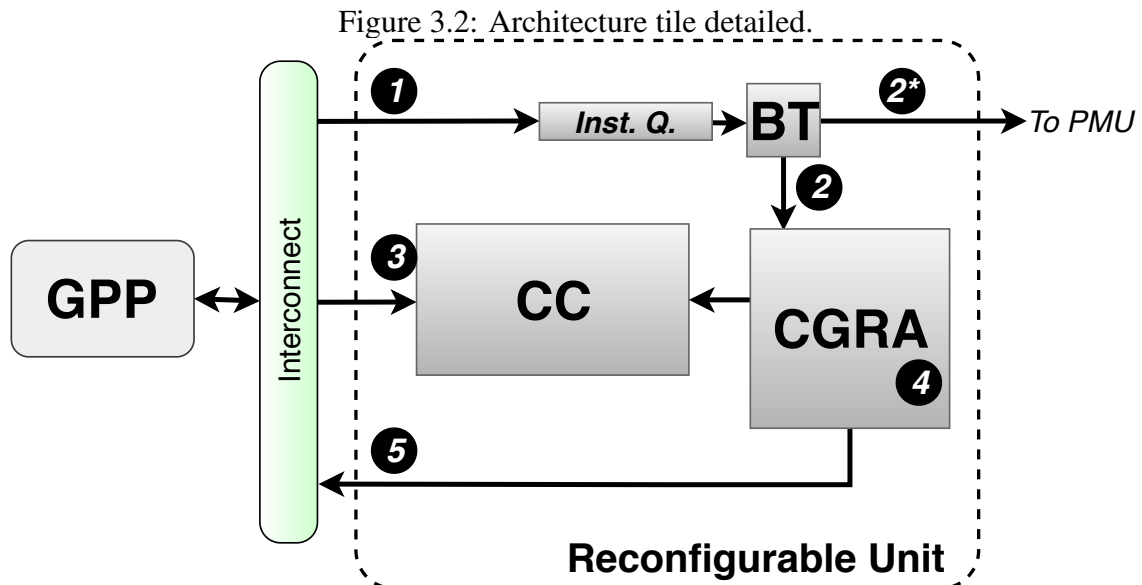 Figure 3.2: Architecture tile detailed.
1
2*
Inst. Q.
BT
To PMU
2
Interconnect
3
GPP
CC
CGRA
4
5
Reconfigurable Unit